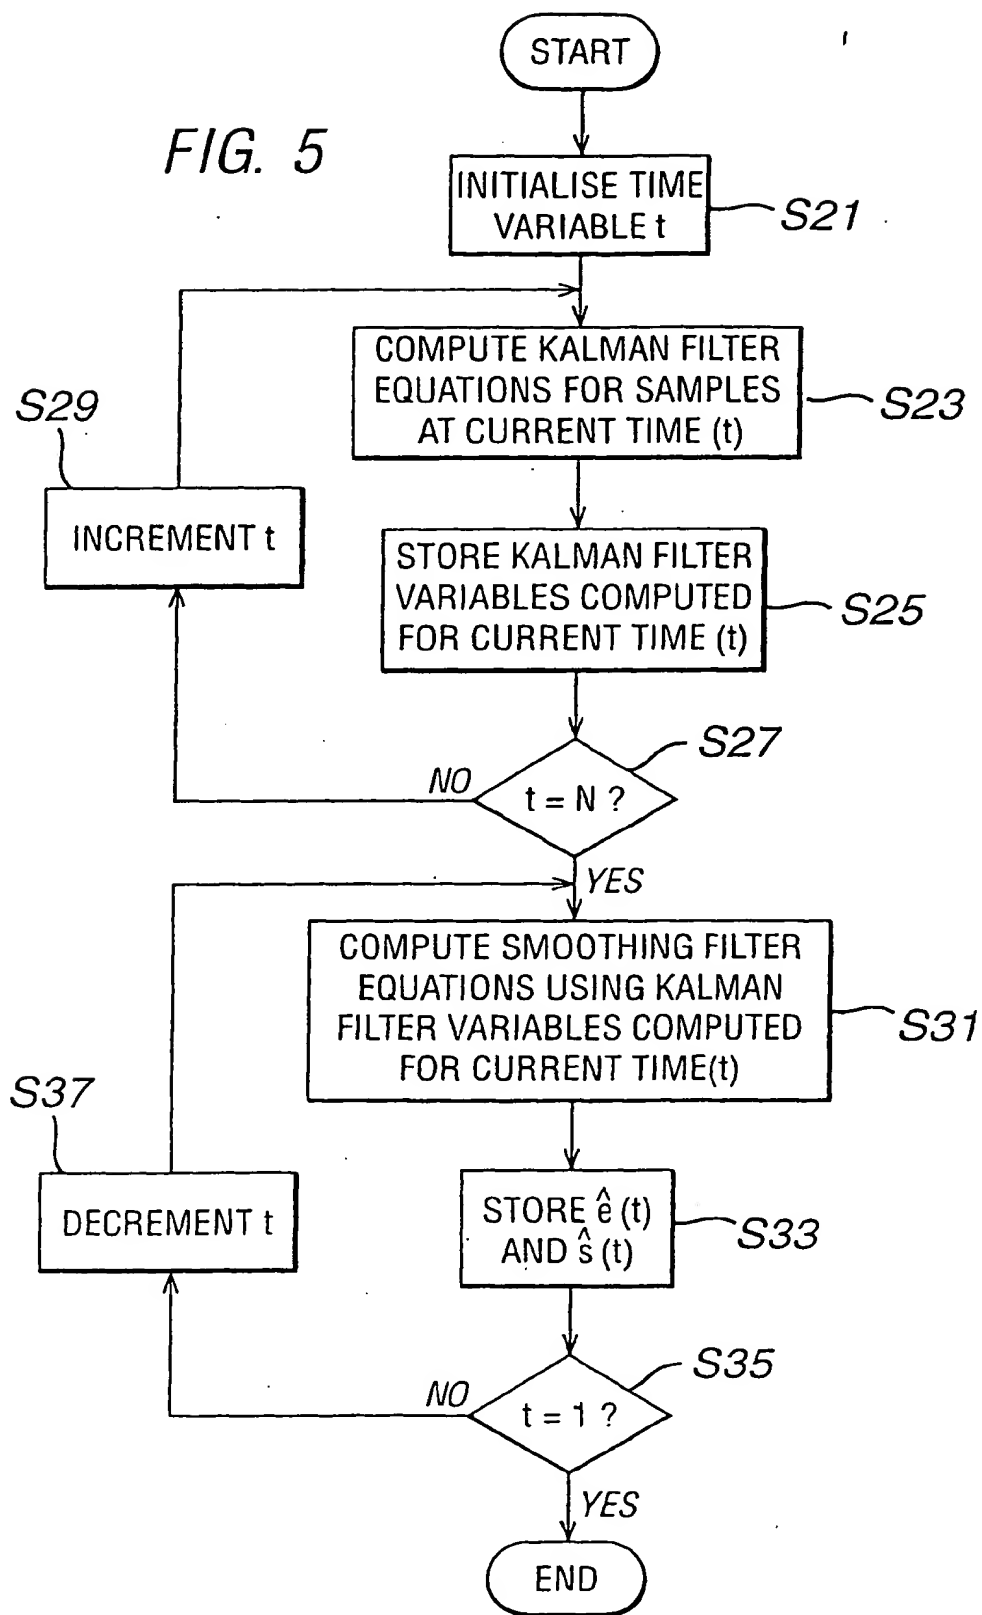 START
FIG. 5
INITIALISE TIME
VARIABLE t
S21
COMPUTE KALMAN FILTER
EQUATIONS FOR SAMPLES
AT CURRENT TIME (t)
S23
S29
INCREMENT t
STORE KALMAN FILTER
VARIABLES COMPUTED
FOR CURRENT TIME (t)
S25
S27
NO
t = N ?
YES
COMPUTE SMOOTHING FILTER
EQUATIONS USING KALMAN
FILTER VARIABLES COMPUTED
FOR CURRENT TIME(t)
S31
S37
DECREMENT t
STORE ê (t)
AND ŝ (t)
S33
S35
NO
t = 1 ?
YES
END